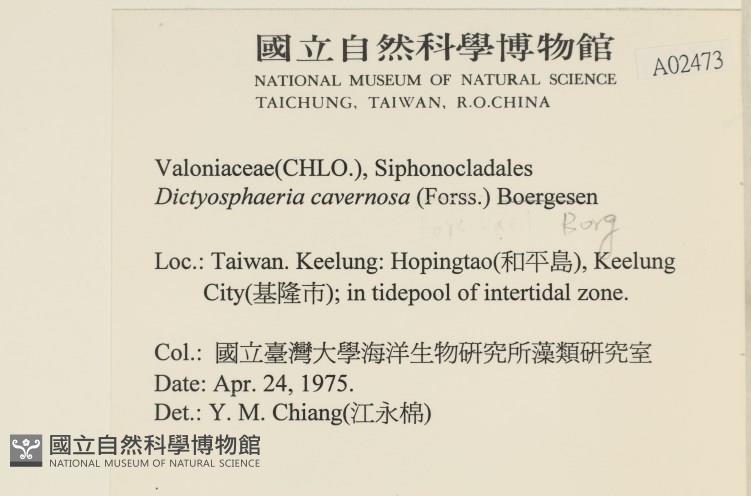 國立自然科學博物館
NATIONAL MUSEUM OF NATURAL SCIENCE
TAICHUNG, TAIWAN, R.O.CHINA
A02473
Valoniaceae(CHLO.), Siphonocladales
Dictyosphaeria cavernosa (Forss.) Boergesen
Borg
Loc.: Taiwan. Keelung: Hopingtao(和平島), Keelung
City(基隆市); in tidepool of intertidal zone.
Col.: 國立臺灣大學海洋生物研究所藻類研究室
Date: Apr. 24, 1975.
Det.: Y. M. Chiang(江永棉)
國立自然科學博物館
NATIONAL MUSEUM OF NATURAL SCIENCE